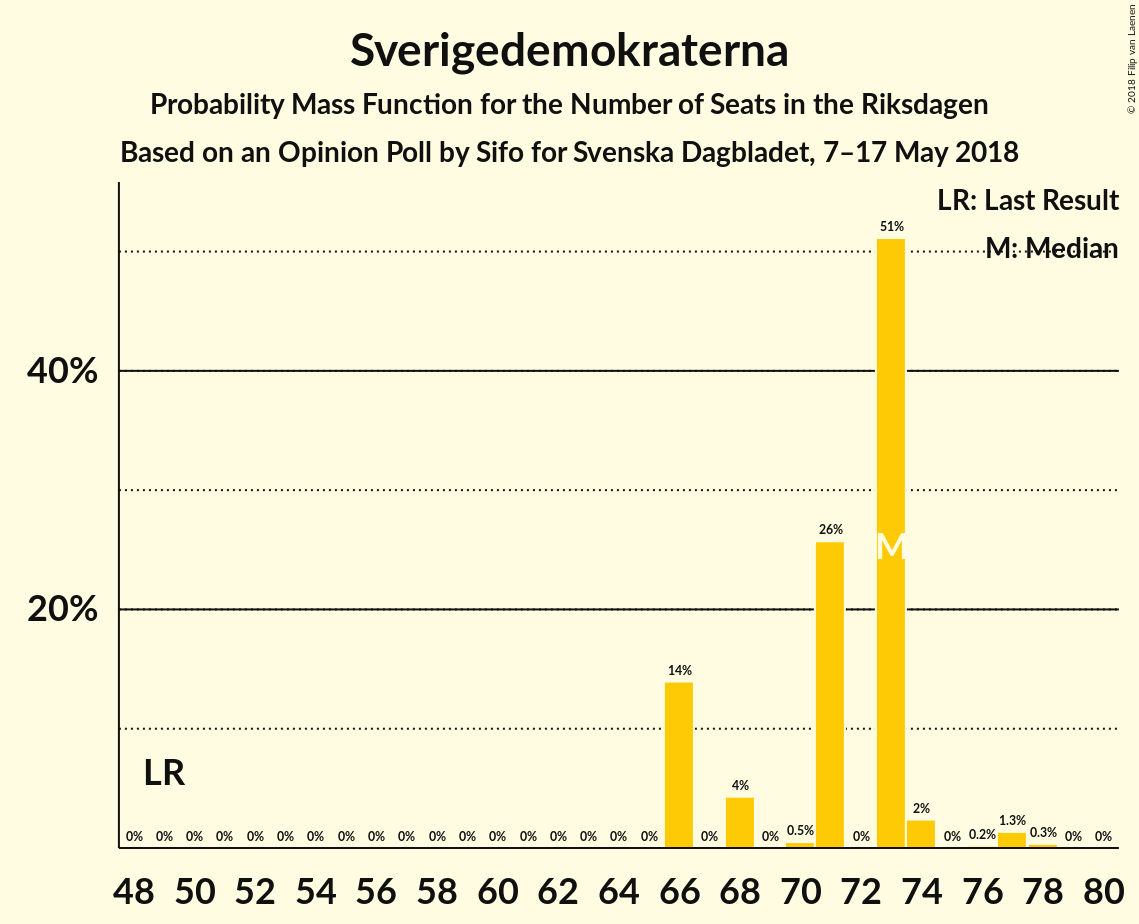 Sverigedemokraterna
Probability Mass Function for the Number of Seats in the Riksdagen
Based on an Opinion Poll by Sifo for Svenska Dagbladet, 7–17 May 2018
© 2018 Filip van Laenen
LR: Last Result
M: Median
40%
20%
LR
M
0% 0% 0% 0% 0% 0% 0% 0% 0% 0% 0% 0% 0% 0% 0% 0% 0% 0% 14% 0% 4% 0% 0.5% 26% 0% 51% 2% 0% 0.2% 1.3% 0.3% 0% 0%
48 50 52 54 56 58 60 62 64 66 68 70 72 74 76 78 80